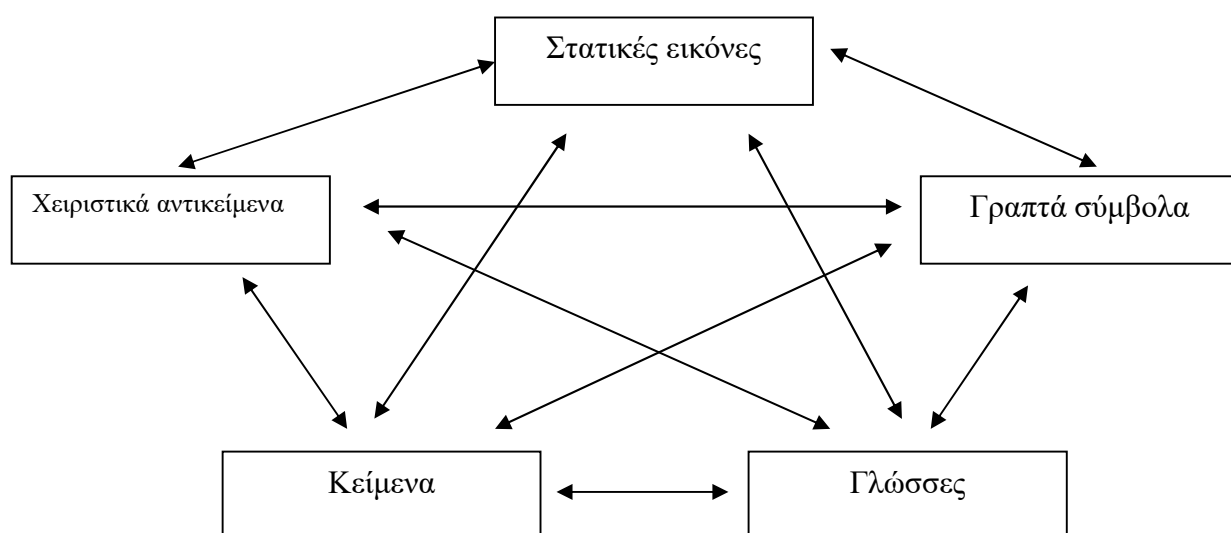 Στατικές εικόνες
Χειριστικά αντικείμενα
Γραπτά σύμβολα
Κείμενα
Γλώσσες